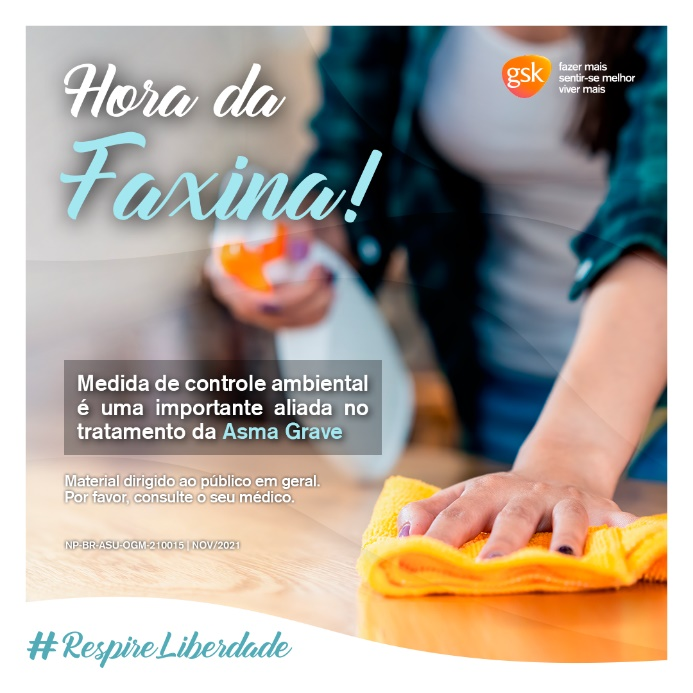 Hora da
Faxina!
gsk
fazer mais
sentir-se melhor
viver mais
Medida de controle ambiental
é uma importante aliada no
tratamento da Asma Grave
Material dirigido ao público em geral.
Por favor, consulte o seu médico.
NP-BR-ASU-OGM-210015 | NOV/2021
#RespireLiberdade